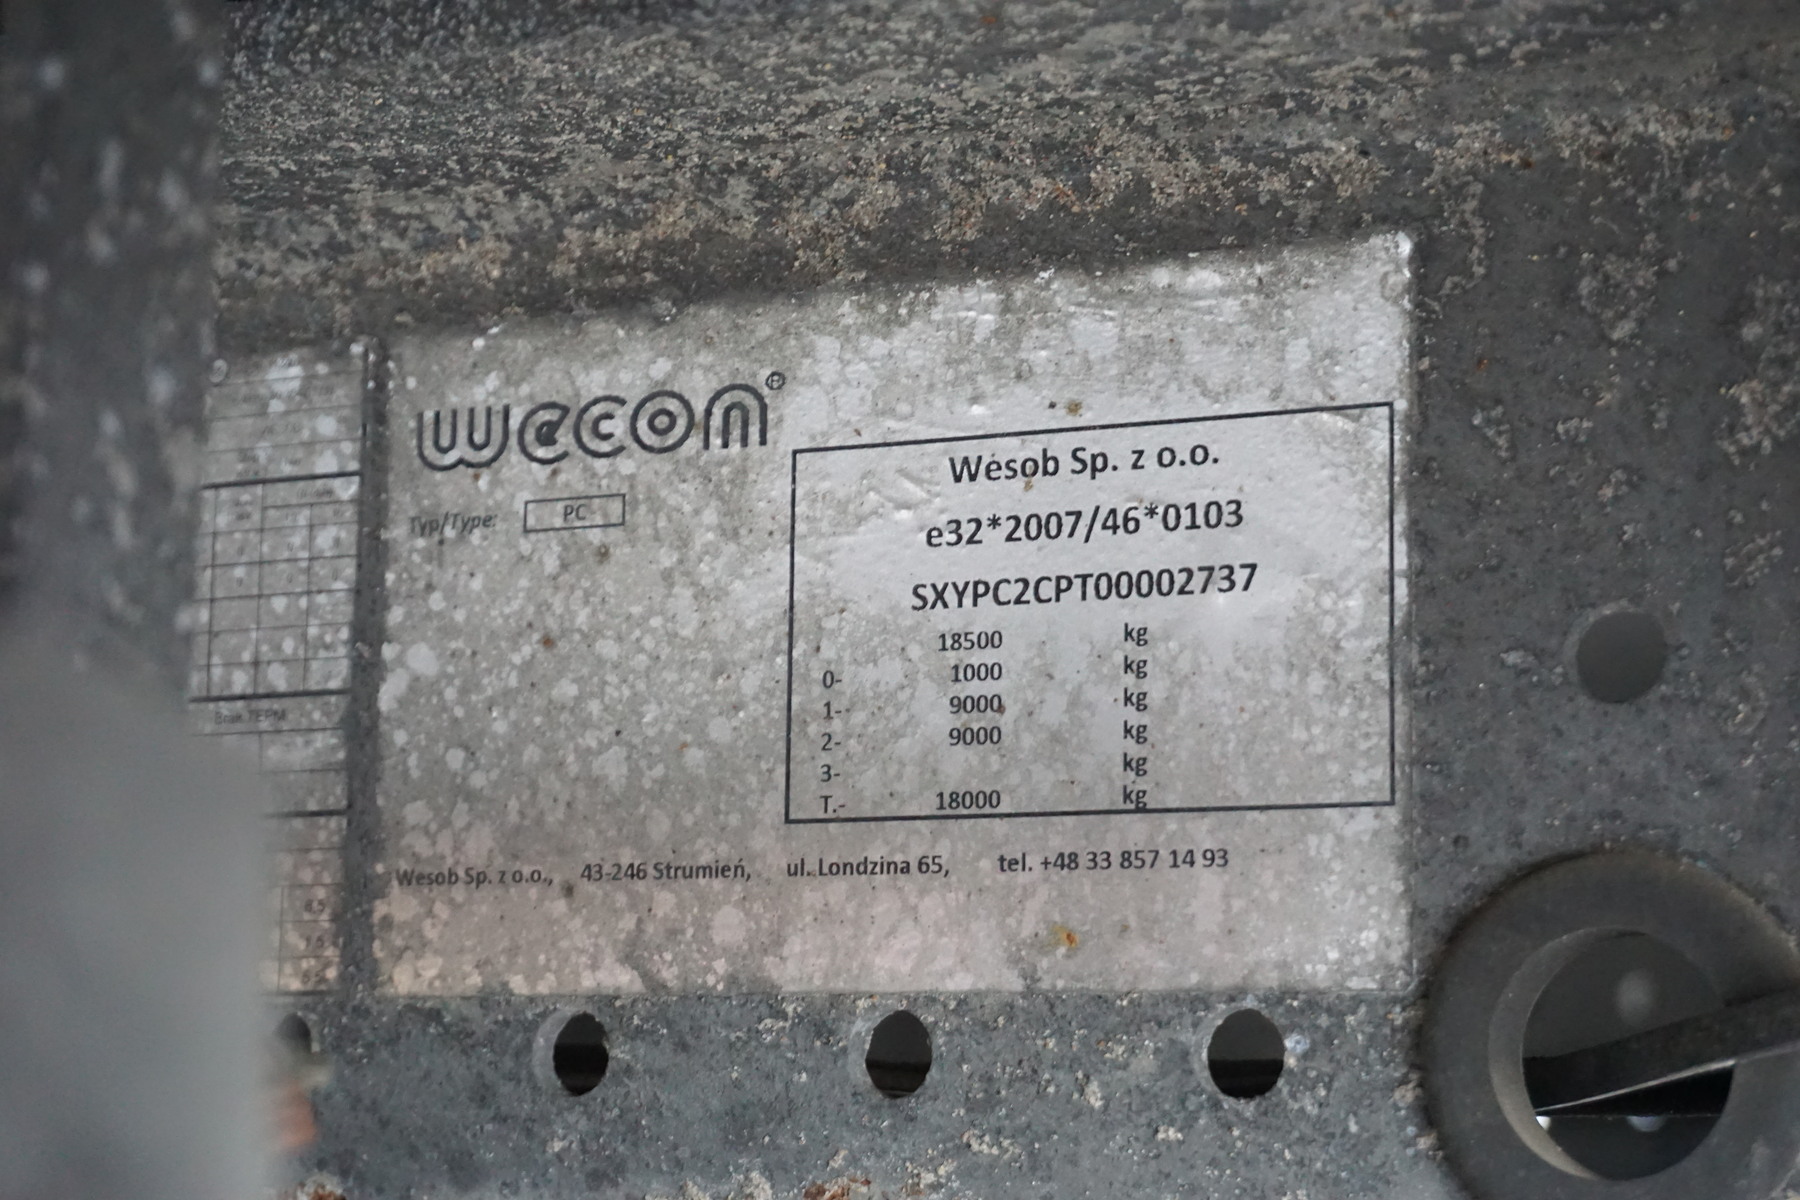 wecon®
Typ/Type: PC
Wesob Sp. z o.o.
e32*2007/46*0103
SXYPC2CPT00002737
18500 kg
0- 1000 kg
1- 9000 kg
2- 9000 kg
3- kg
T.- 18000 kg
Wesob Sp. z o.o., 43-246 Strumień, ul. Londzina 65, tel. +48 33 857 14 93
Brak